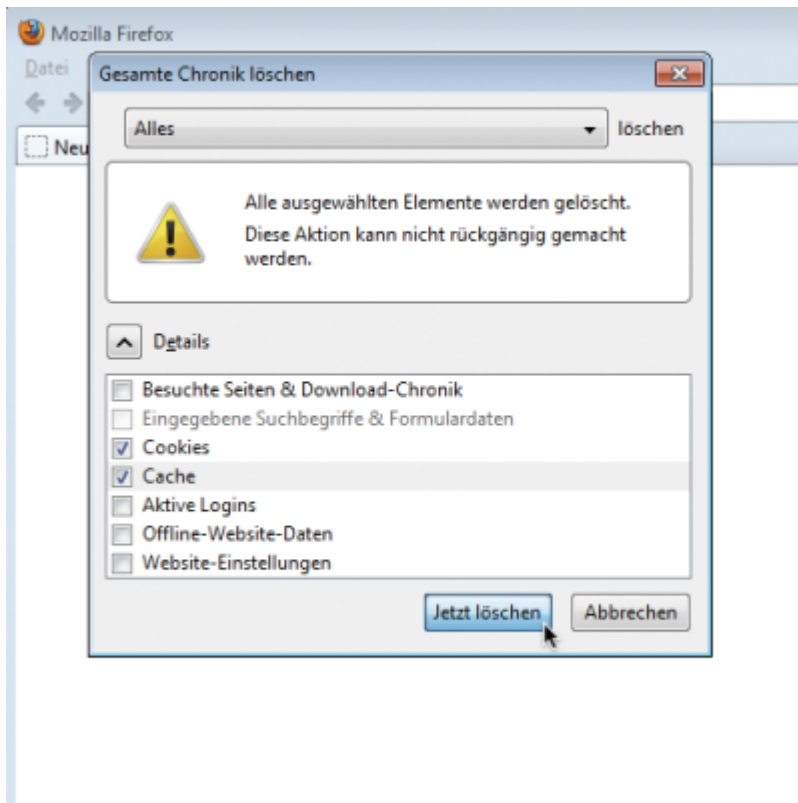 Mozilla Firefox
Datei
Gesamte Chronik löschen
Neu
Alles löschen
Alle ausgewählten Elemente werden gelöscht.
Diese Aktion kann nicht rückgängig gemacht
werden.
Details
Besuchte Seiten & Download-Chronik
Eingegebene Suchbegriffe & Formulardaten
Cookies
Cache
Aktive Logins
Offline-Website-Daten
Website-Einstellungen
Jetzt löschen Abbrechen